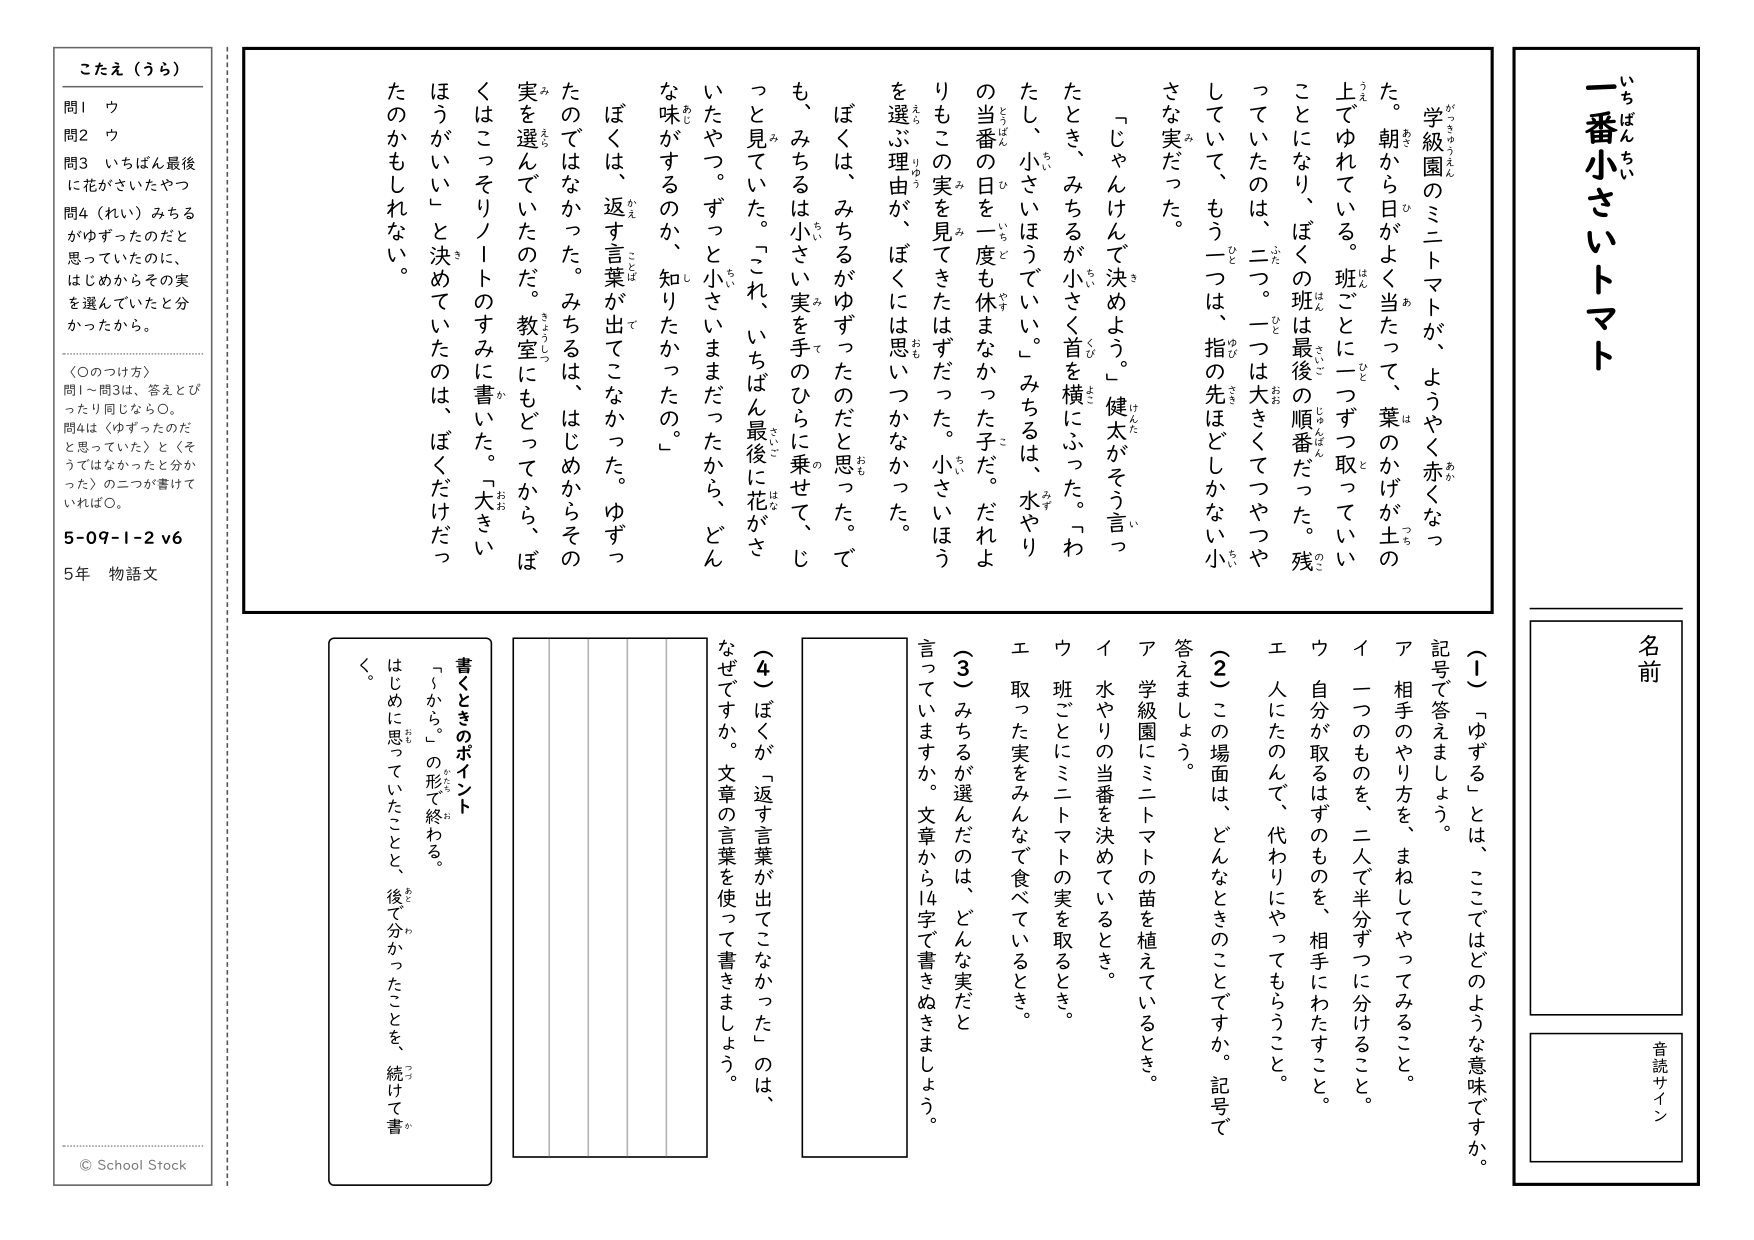 一番小さいトマト
名前
音読サイン
学級園のミニトマトが、ようやく赤くなっ
た。朝から日がよく当たって、葉のかげが土の
上でゆれている。班ごとに一つずつ取っていい
ことになり、ぼくの班は最後の順番だった。残
っていたのは、二つ。一つは大きくてつやつや
していて、もう一つは、指の先ほどしかない小
さな実だった。
「じゃんけんで決めよう。」健太がそう言っ
たとき、みちるが小さく首を横にふった。「わ
たし、小さいほうでいい。」みちるは、水やり
の当番の日を一度も休まなかった子だ。だれよ
りもこの実を見てきたはずだった。小さいほう
を選ぶ理由が、ぼくには思いつかなかった。
ぼくは、みちるがゆずったのだと思った。で
も、みちるは小さい実を手のひらに乗せて、じ
っと見ていた。「これ、いちばん最後に花がさ
いたやつ。ずっと小さいままだったから、どん
な味がするのか、知りたかったの。」
ぼくは、返す言葉が出てこなかった。ゆずっ
たのではなかった。みちるは、はじめからその
実を選んでいたのだ。教室にもどってから、ぼ
くはこっそりノートのすみに書いた。「大きい
ほうがいい」と決めていたのは、ぼくだけだっ
たのかもしれない。
（1）「ゆずる」とは、ここではどのような意味ですか。
記号で答えましょう。
ア　相手のやり方を、まねしてやってみること。
イ　一つのものを、二人で半分ずつに分けること。
ウ　自分が取るはずのものを、相手にわたすこと。
エ　人にたのんで、代わりにやってもらうこと。
（2）この場面は、どんなときのことですか。記号で
答えましょう。
ア　学級園にミニトマトの苗を植えているとき。
イ　水やりの当番を決めているとき。
ウ　班ごとにミニトマトの実を取るとき。
エ　取った実をみんなで食べているとき。
（3）みちるが選んだのは、どんな実だと
言っていますか。文章から14字で書きぬきましょう。
（4）ぼくが「返す言葉が出てこなかった」のは、
なぜですか。文章の言葉を使って書きましょう。
書くときのポイント
「〜から。」の形で終わる。
はじめに思っていたことと、後で分かったことを、続けて書
く。
こたえ（うら）
問1　ウ
問2　ウ
問3　いちばん最後
に花がさいたやつ
問4（れい）みちる
がゆずったのだと
思っていたのに、
はじめからその実
を選んでいたと分
かったから。
〈〇のつけ方〉
問1〜問3は、答えとぴ
ったり同じなら〇。
問4は〈ゆずったのだ
と思っていた〉と〈そ
うではなかったと分か
った〉の二つが書けて
いれば〇。
5-09-1-2 v6
5年　物語文
© School Stock